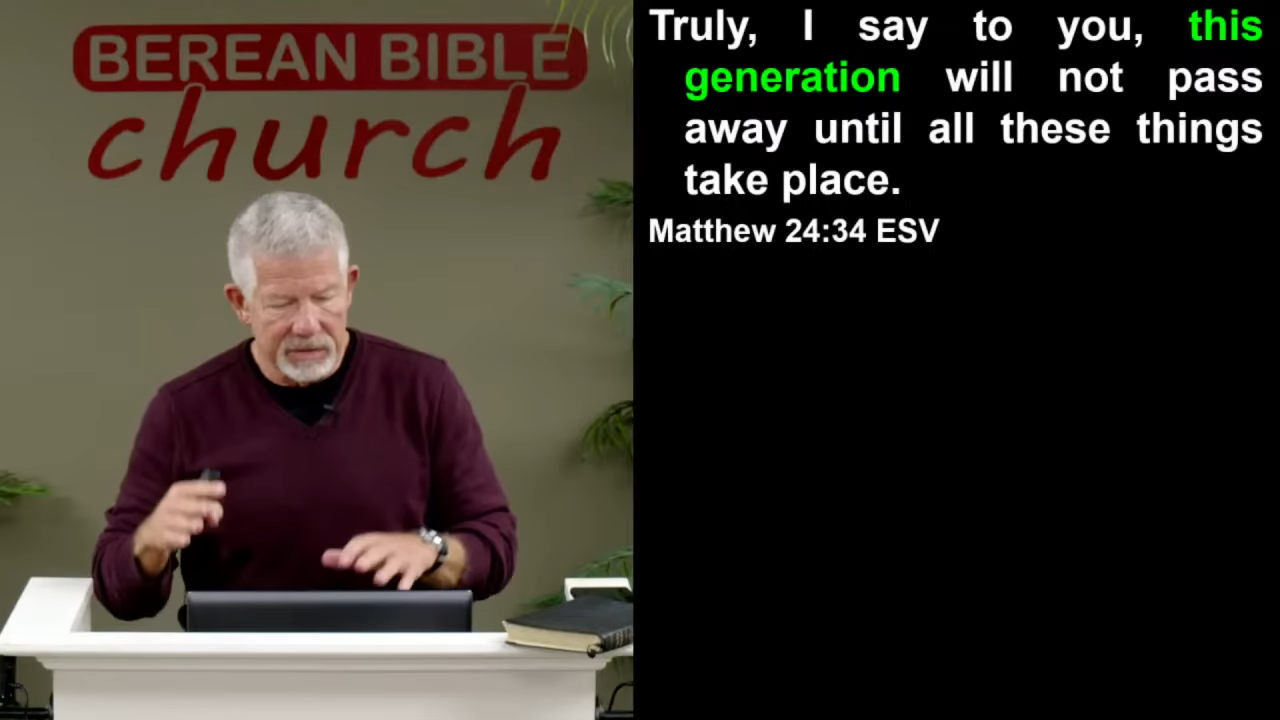 BEREAN BIBLE
church
Truly, I say to you, this
generation will not pass
away until all these things
take place.
Matthew 24:34 ESV